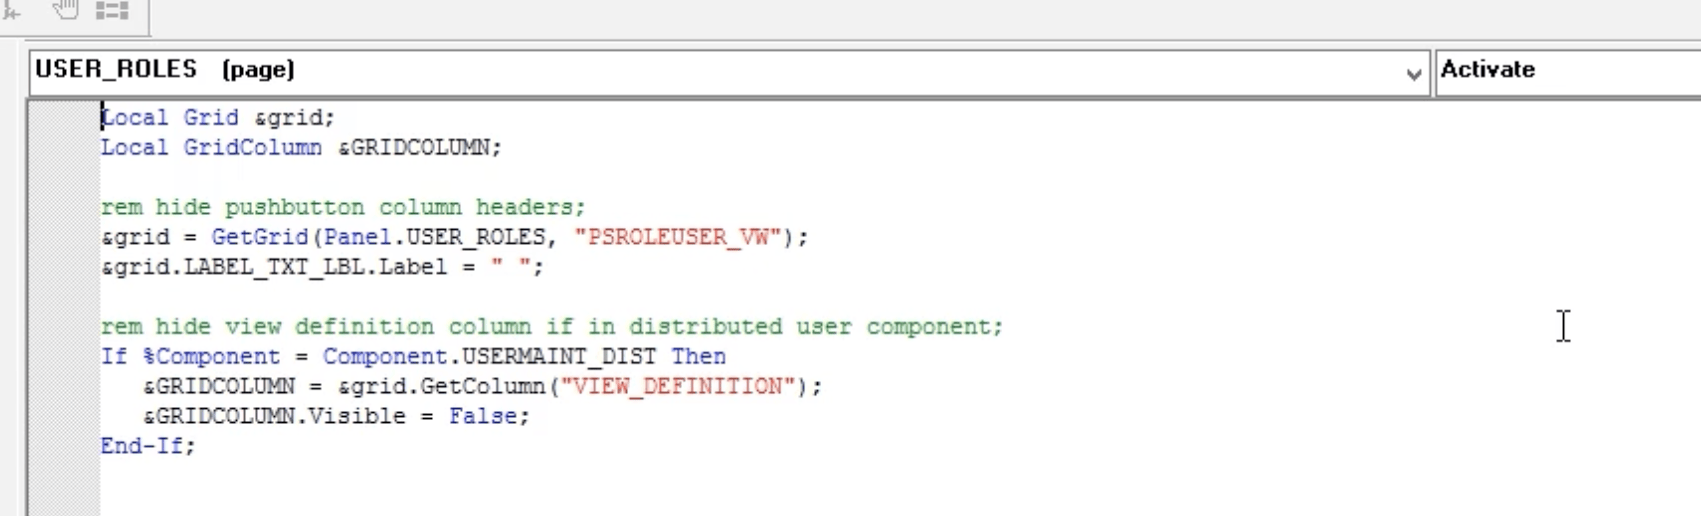 USER_ROLES (page)
Activate
Local Grid &grid;
Local GridColumn &GRIDCOLUMN;
rem hide pushbutton column headers;
&grid = GetGrid(Panel.USER_ROLES, "PSROLEUSER_VW");
&grid.LABEL_TXT_LBL.Label = " ";
rem hide view definition column if in distributed user component;
If %Component = Component.USERMAINT_DIST Then
   &GRIDCOLUMN = &grid.GetColumn("VIEW_DEFINITION");
   &GRIDCOLUMN.Visible = False;
End-If;